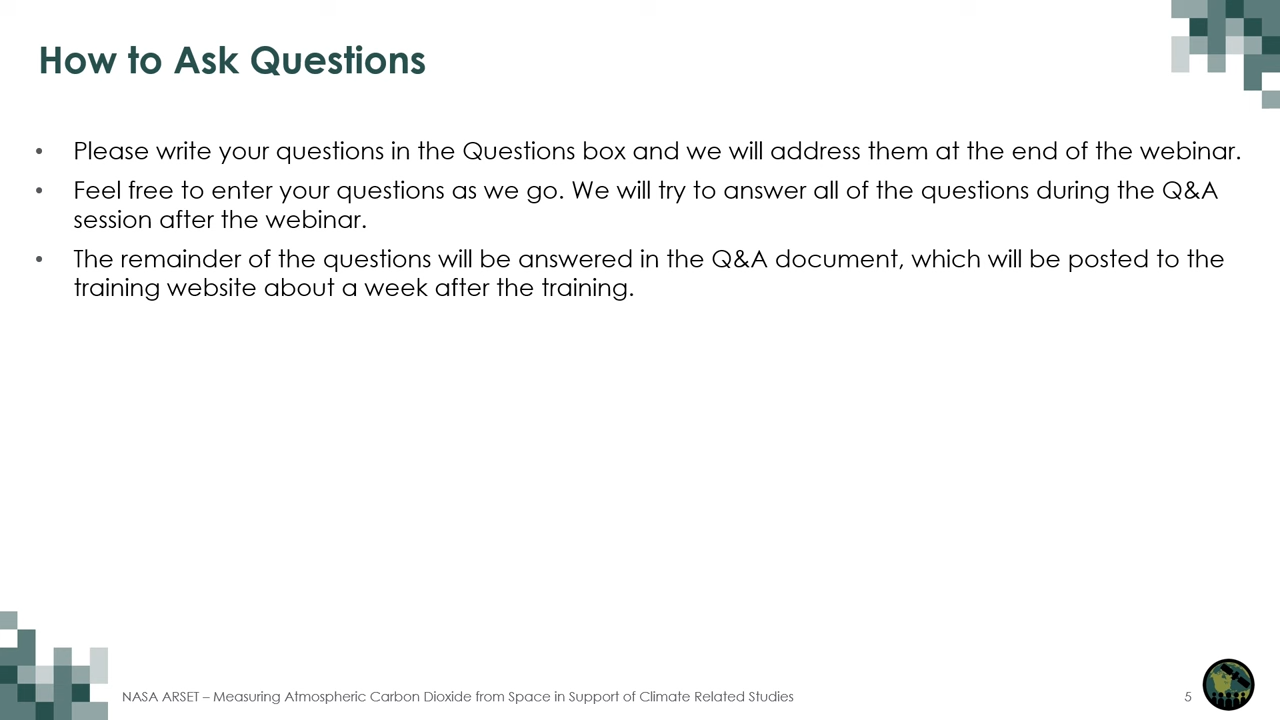 How to Ask Questions
• Please write your questions in the Questions box and we will address them at the end of the webinar.
• Feel free to enter your questions as we go. We will try to answer all of the questions during the Q&A
session after the webinar.
• The remainder of the questions will be answered in the Q&A document, which will be posted to the
training website about a week after the training.
NASA ARSET – Measuring Atmospheric Carbon Dioxide from Space in Support of Climate Related Studies
5